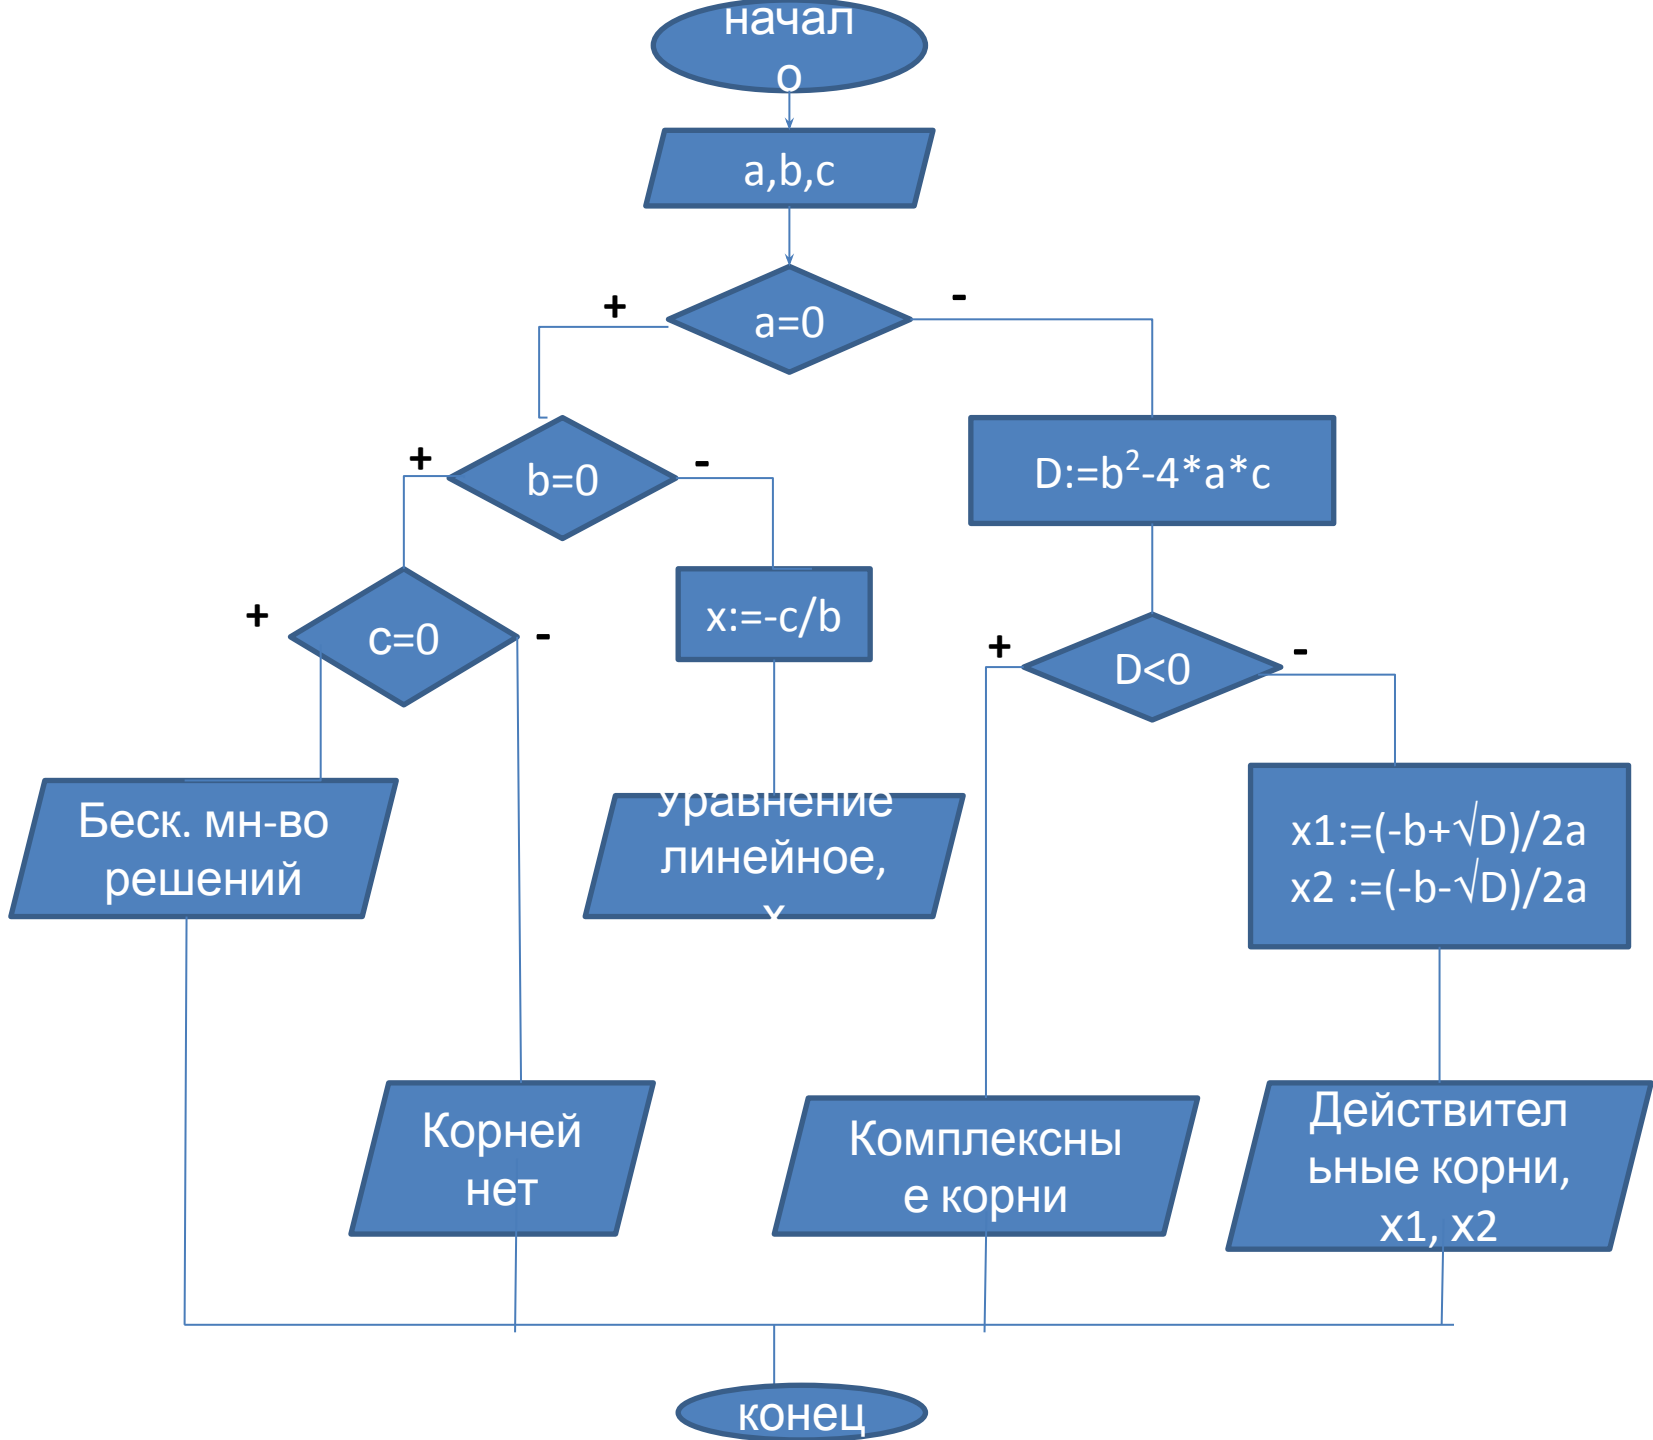 начал
о
a,b,c
+
-
a=0
+
-
b=0
D:=b²-4*a*c
+
-
c=0
x:=-c/b
+
-
D<0
Беск. мн-во
решений
Уравнение
линейное,
x
x1:=(-b+√D)/2a
x2 :=(-b-√D)/2a
Корней
нет
Комплексны
е корни
Действител
ьные корни,
x1, x2
конец